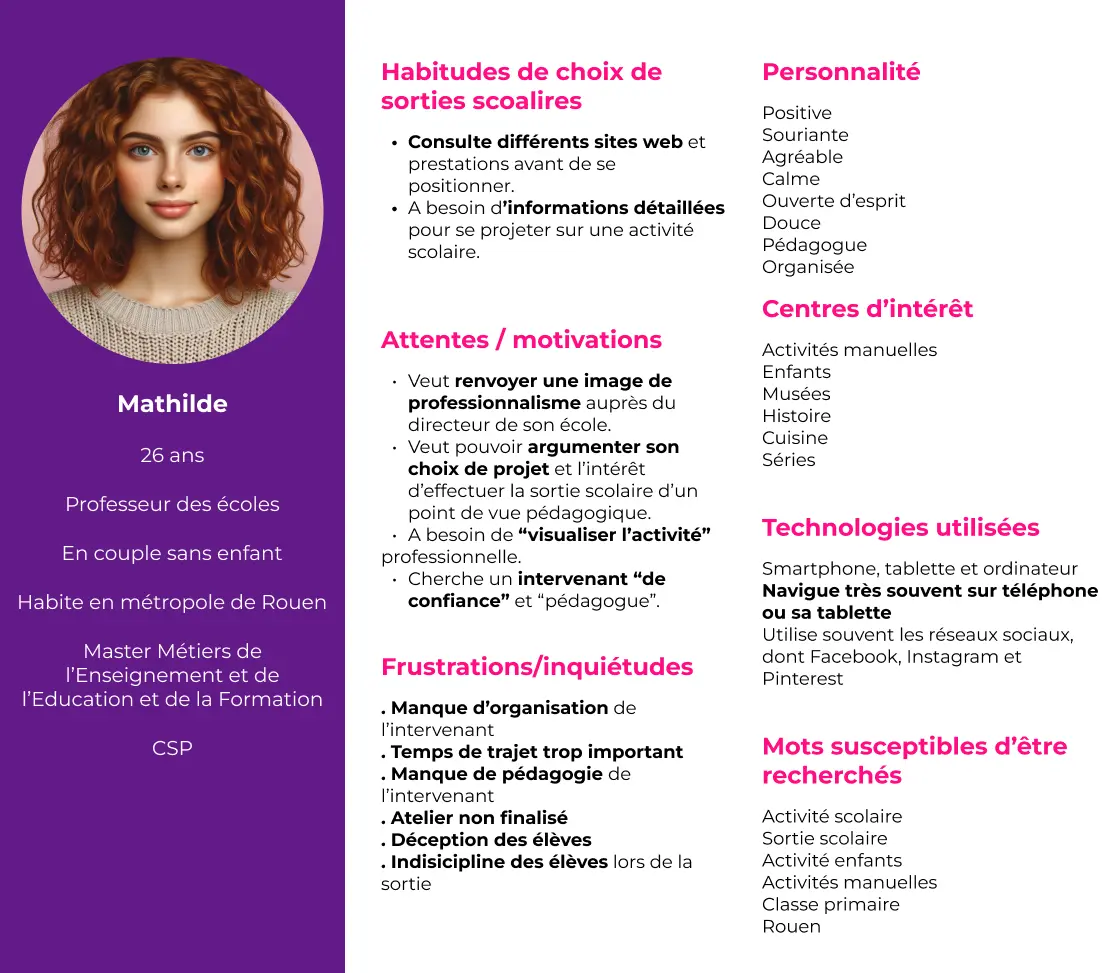 Mathilde
26 ans
Professeur des écoles
En couple sans enfant
Habite en métropole de Rouen
Master Métiers de
l’Enseignement et de
l’Education et de la Formation
CSP
Habitudes de choix de
sorties scoalires
• Consulte différents sites web et
prestations avant de se
positionner.
• A besoin d’informations détaillées
pour se projeter sur une activité
scolaire.
Attentes / motivations
• Veut renvoyer une image de
professionnalisme auprès du
directeur de son école.
• Veut pouvoir argumenter son
choix de projet et l’intérêt
d’effectuer la sortie scolaire d’un
point de vue pédagogique.
• A besoin de “visualiser l’activité”
professionnelle.
• Cherche un intervenant “de
confiance” et “pédagogue”.
Frustrations/inquiétudes
. Manque d’organisation de
l’intervenant
. Temps de trajet trop important
. Manque de pédagogie de
l’intervenant
. Atelier non finalisé
. Déception des élèves
. Indisicipline des élèves lors de la
sortie
Personnalité
Positive
Souriante
Agréable
Calme
Ouverte d’esprit
Douce
Pédagogue
Organisée
Centres d’intérêt
Activités manuelles
Enfants
Musées
Histoire
Cuisine
Séries
Technologies utilisées
Smartphone, tablette et ordinateur
Navigue très souvent sur téléphone
ou sa tablette
Utilise souvent les réseaux sociaux,
dont Facebook, Instagram et
Pinterest
Mots susceptibles d’être
recherchés
Activité scolaire
Sortie scolaire
Activité enfants
Activités manuelles
Classe primaire
Rouen